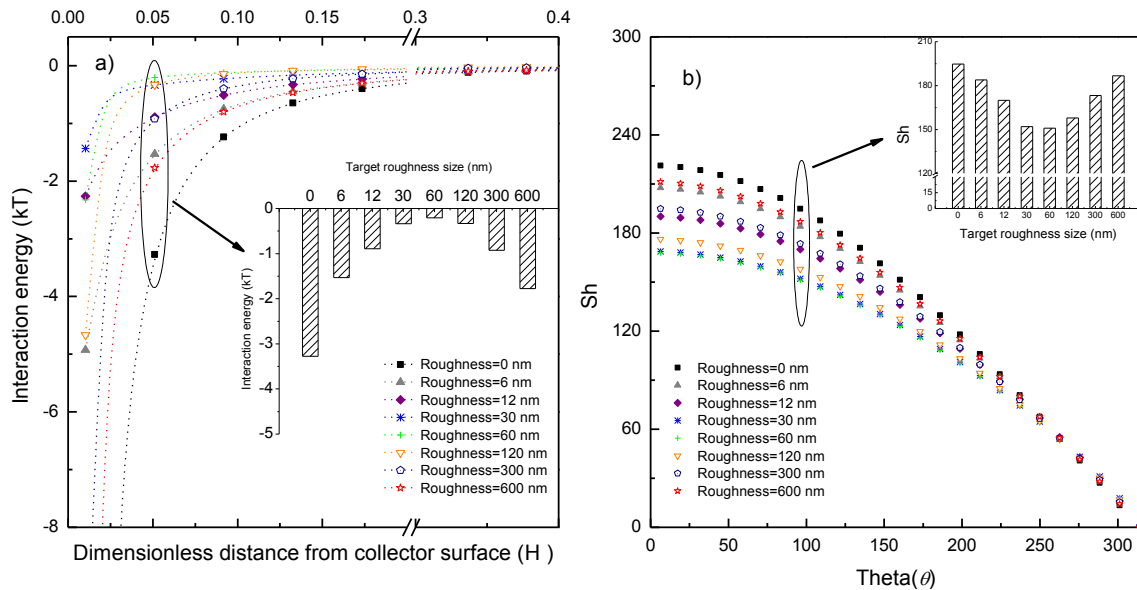 0.00 0.05 0.10 0.15 0.20 0.3 0.4
a)
0
-2
-4
-6
-8
Interaction energy (kT)
Target roughness size (nm)
0 6 12 30 60 120 300 600
0
-1
-2
-3
-4
-5
Interaction energy (kT)
Roughness=0 nm
Roughness=6 nm
Roughness=12 nm
Roughness=30 nm
Roughness=60 nm
Roughness=120 nm
Roughness=300 nm
Roughness=600 nm
Dimensionless distance from collector surface (H )
b)
300
260
220
180
120
60
0
Sh
210
180
150
120
15
0
Sh
0 6 12 30 60 120 300 600
Target roughness size (nm)
Roughness=0 nm
Roughness=6 nm
Roughness=12 nm
Roughness=30 nm
Roughness=60 nm
Roughness=120 nm
Roughness=300 nm
Roughness=600 nm
0 50 100 150 200 250 300
Theta(θ)